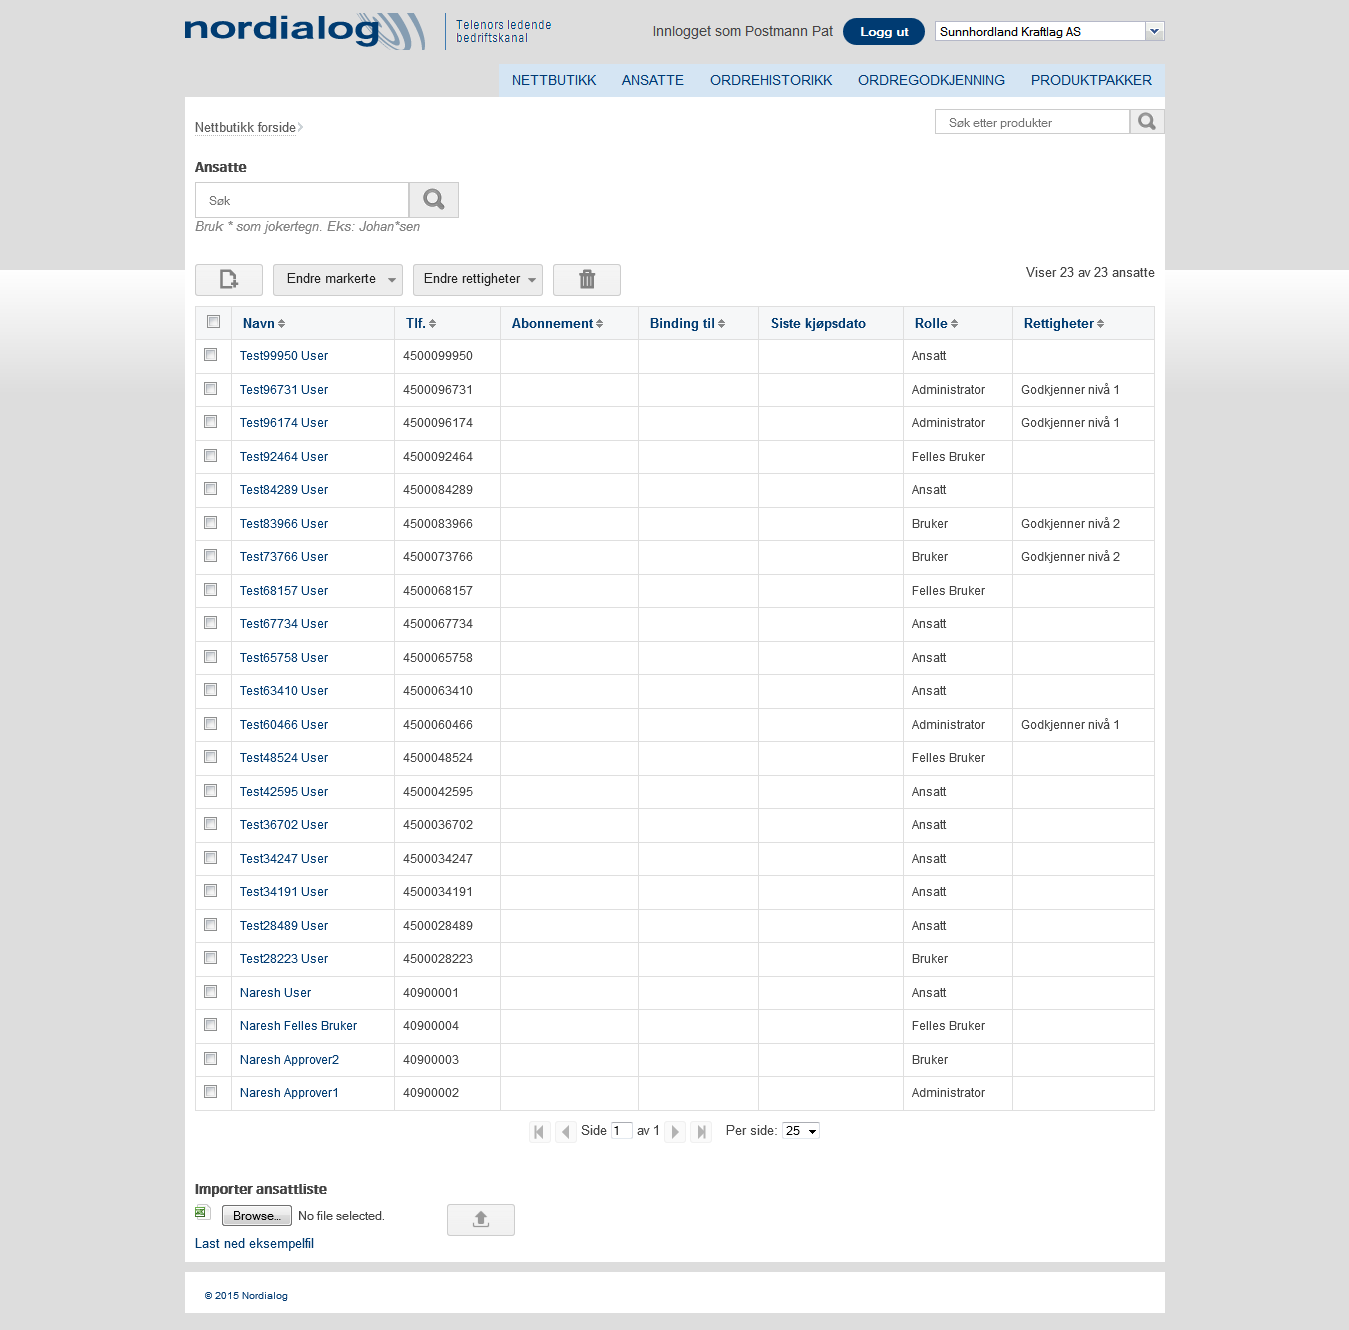 nordialog
Telenors ledende
bedriftskanal
Innlogget som Postmann Pat
Logg ut
Sunnhordland Kraftlag AS
NETTBUTIKK ANSATTE ORDREHISTORIKK ORDREGODKJENNING PRODUKTPAKKER
Nettbutikk forside
Søk etter produkter
Ansatte
Søk
Bruk * som jokertegn. Eks: Johan*sen
Endre markerte Endre rettigheter
Viser 23 av 23 ansatte
Navn Tlf. Abonnement Binding til Siste kjøpsdato Rolle Rettigheter
Test99950 User 4500099950 Ansatt
Test96731 User 4500096731 Administrator Godkjenner nivå 1
Test96174 User 4500096174 Administrator Godkjenner nivå 1
Test92464 User 4500092464 Felles Bruker
Test84289 User 4500084289 Ansatt
Test83966 User 4500083966 Bruker Godkjenner nivå 2
Test73766 User 4500073766 Bruker Godkjenner nivå 2
Test68157 User 4500068157 Felles Bruker
Test67734 User 4500067734 Ansatt
Test65758 User 4500065758 Ansatt
Test63410 User 4500063410 Ansatt
Test60466 User 4500060466 Administrator Godkjenner nivå 1
Test48524 User 4500048524 Felles Bruker
Test42595 User 4500042595 Ansatt
Test36702 User 4500036702 Ansatt
Test34247 User 4500034247 Ansatt
Test34191 User 4500034191 Ansatt
Test28489 User 4500028489 Ansatt
Test28223 User 4500028223 Bruker
Naresh User 40900001 Ansatt
Naresh Felles Bruker 40900004 Felles Bruker
Naresh Approver2 40900003 Bruker
Naresh Approver1 40900002 Administrator
Side 1 av 1 Per side: 25
Importer ansattliste
Browse... No file selected.
Last ned eksempelfil
© 2015 Nordialog